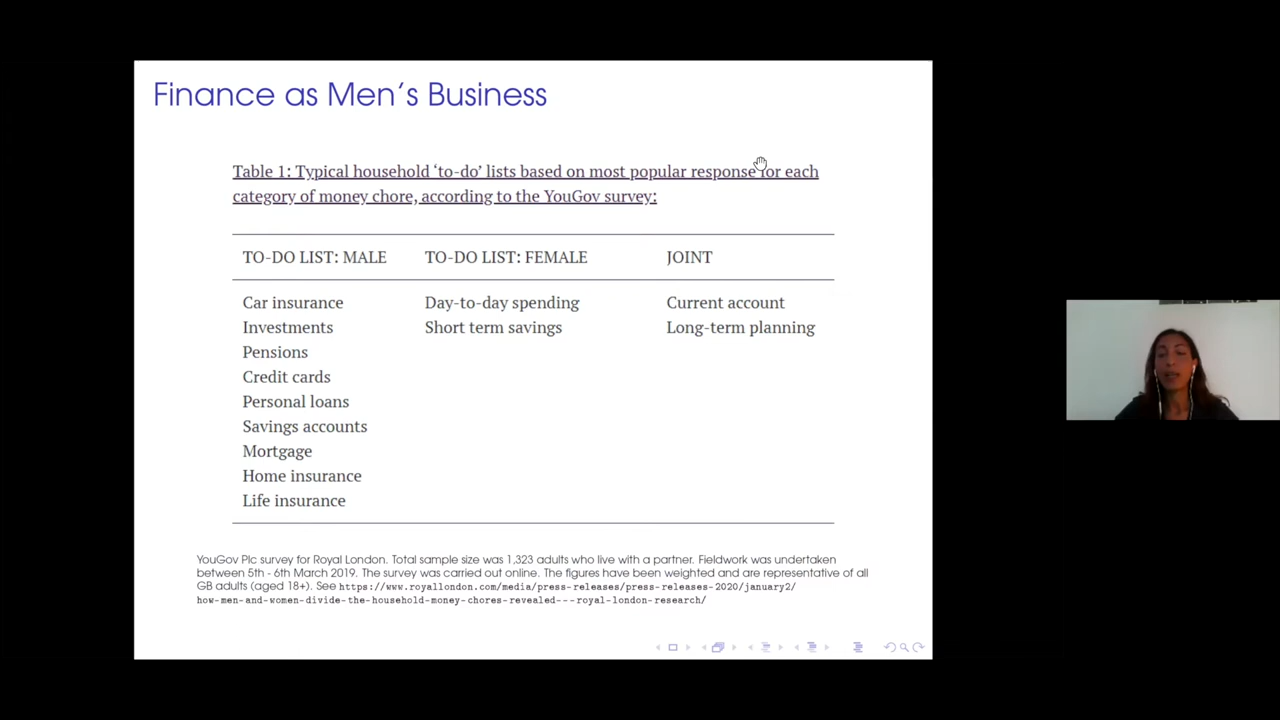 Finance as Men´s Business
Table 1: Typical household ‘to-do’ lists based on most popular response for each
category of money chore, according to the YouGov survey:
TO-DO LIST: MALE TO-DO LIST: FEMALE JOINT
Car insurance Day-to-day spending Current account
Investments Short term savings Long-term planning
Pensions
Credit cards
Personal loans
Savings accounts
Mortgage
Home insurance
Life insurance
YouGov Plc survey for Royal London. Total sample size was 1,323 adults who live with a partner. Fieldwork was undertaken
between 5th - 6th March 2019. The survey was carried out online. The figures have been weighted and are representative of all
GB adults (aged 18+). See https://www.royallondon.com/media/press-releases/press-releases-2020/january2/
how-men-and-women-divide-the-household-money-chores-revealed---royal-london-research/